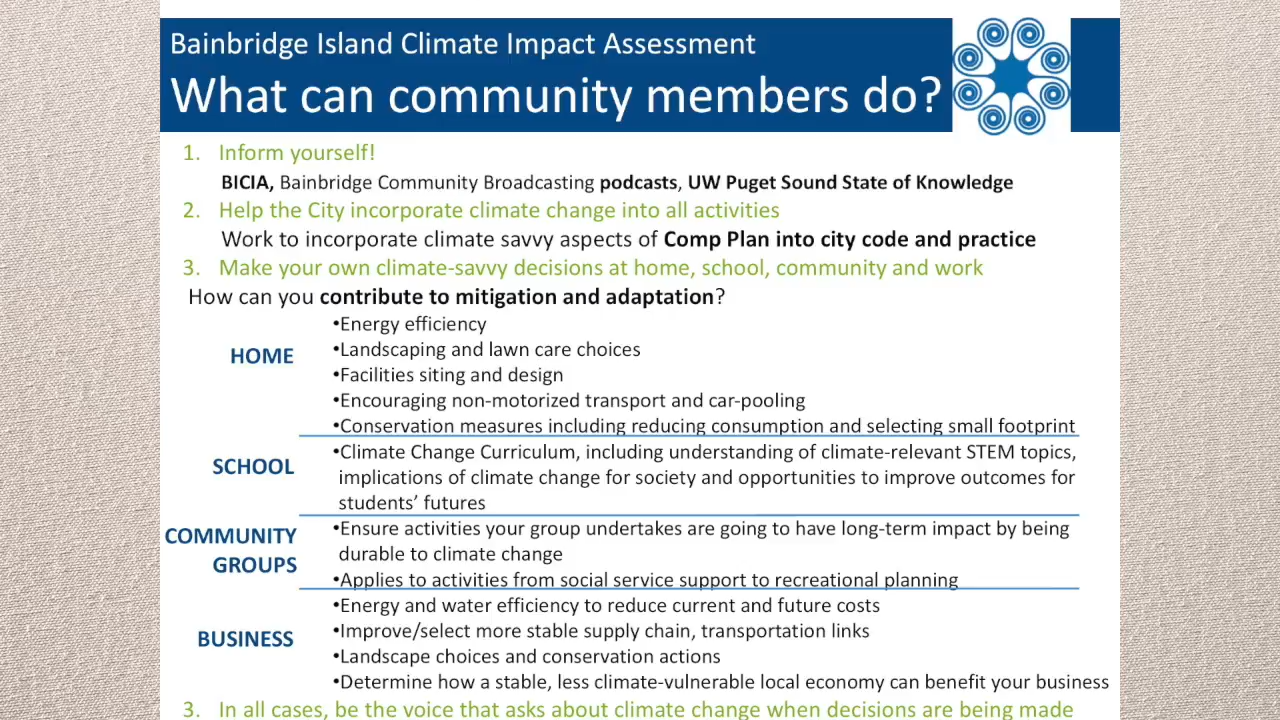 Bainbridge Island Climate Impact Assessment
What can community members do?
1. Inform yourself!
BICIA, Bainbridge Community Broadcasting podcasts, UW Puget Sound State of Knowledge
2. Help the City incorporate climate change into all activities
Work to incorporate climate savvy aspects of Comp Plan into city code and practice
3. Make your own climate-savvy decisions at home, school, community and work
How can you contribute to mitigation and adaptation?
HOME
•Energy efficiency
•Landscaping and lawn care choices
•Facilities siting and design
•Encouraging non-motorized transport and car-pooling
•Conservation measures including reducing consumption and selecting small footprint
SCHOOL
•Climate Change Curriculum, including understanding of climate-relevant STEM topics,
implications of climate change for society and opportunities to improve outcomes for
students’ futures
COMMUNITY
GROUPS
•Ensure activities your group undertakes are going to have long-term impact by being
durable to climate change
•Applies to activities from social service support to recreational planning
BUSINESS
•Energy and water efficiency to reduce current and future costs
•Improve/select more stable supply chain, transportation links
•Landscape choices and conservation actions
•Determine how a stable, less climate-vulnerable local economy can benefit your business
3. In all cases, be the voice that asks about climate change when decisions are being made